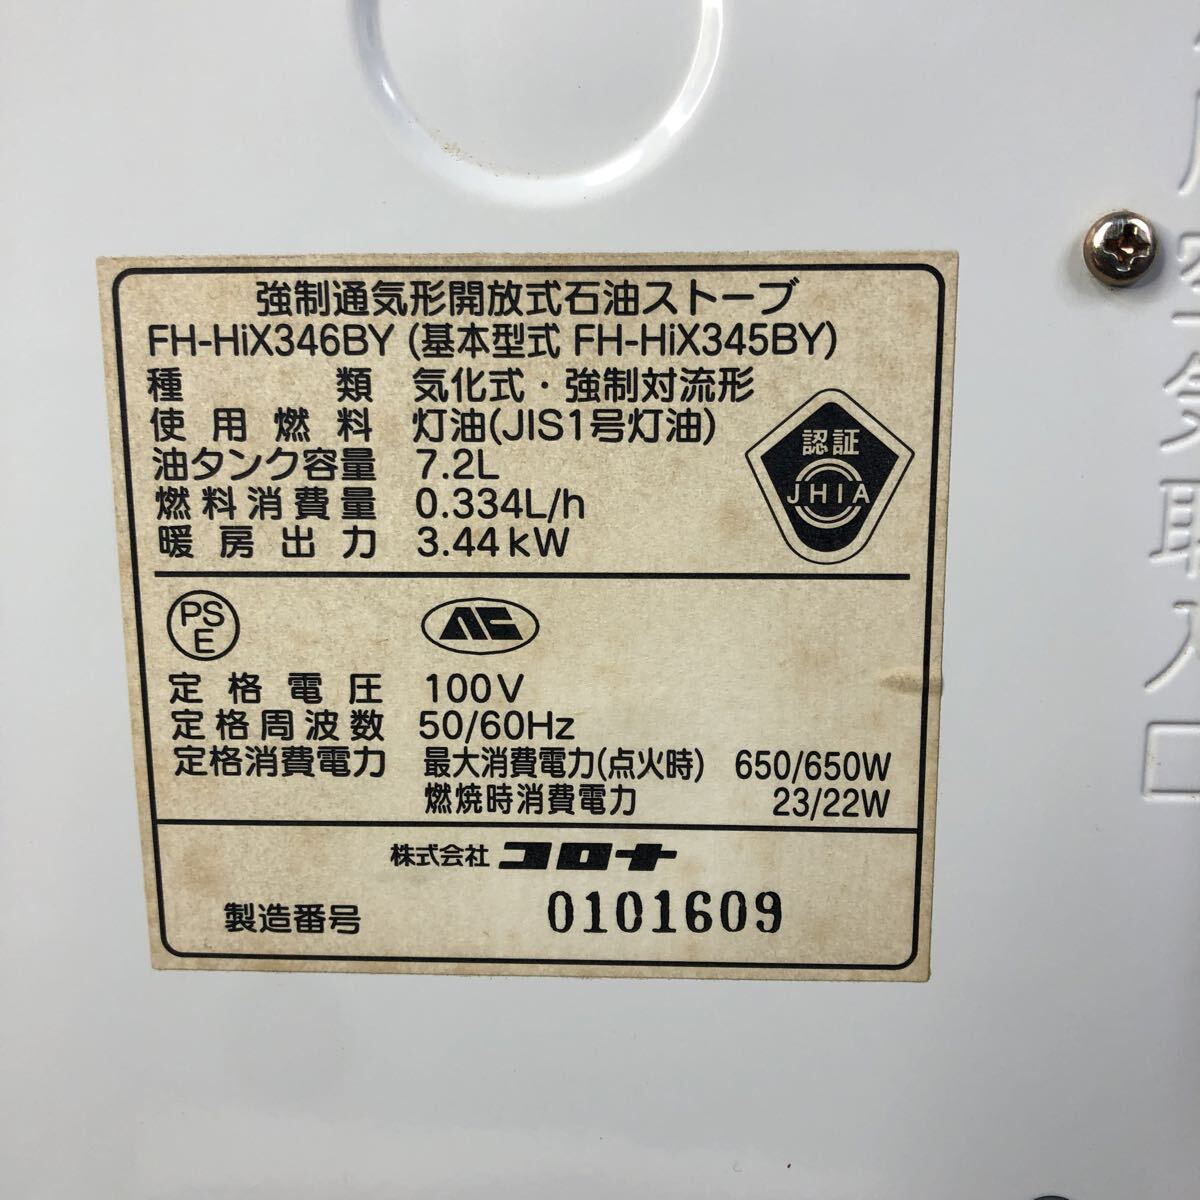 強制通気形開放式石油ストーブ
FH-HiX346BY (基本型式 FH-HiX345BY)
種類 気化式・強制対流形
使用燃料 灯油(JIS1号灯油)
油タンク容量 7.2L
燃料消費量 0.334L/h
暖房出力 3.44kW
認証
JHIA
PS
E
定格電圧 100V
定格周波数 50/60Hz
定格消費電力 最大消費電力(点火時) 650/650W
燃焼時消費電力 23/22W
株式会社 コロナ
製造番号 0101609
用空気取入口